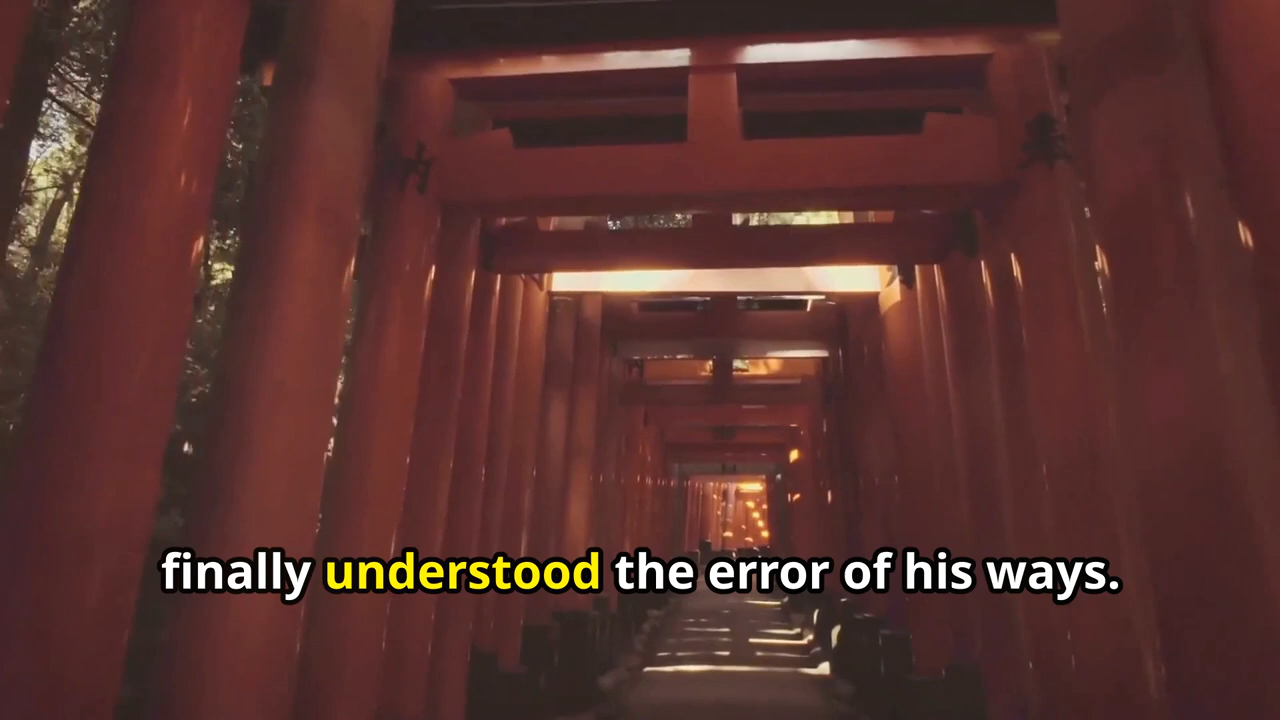 finally understood the error of his ways.